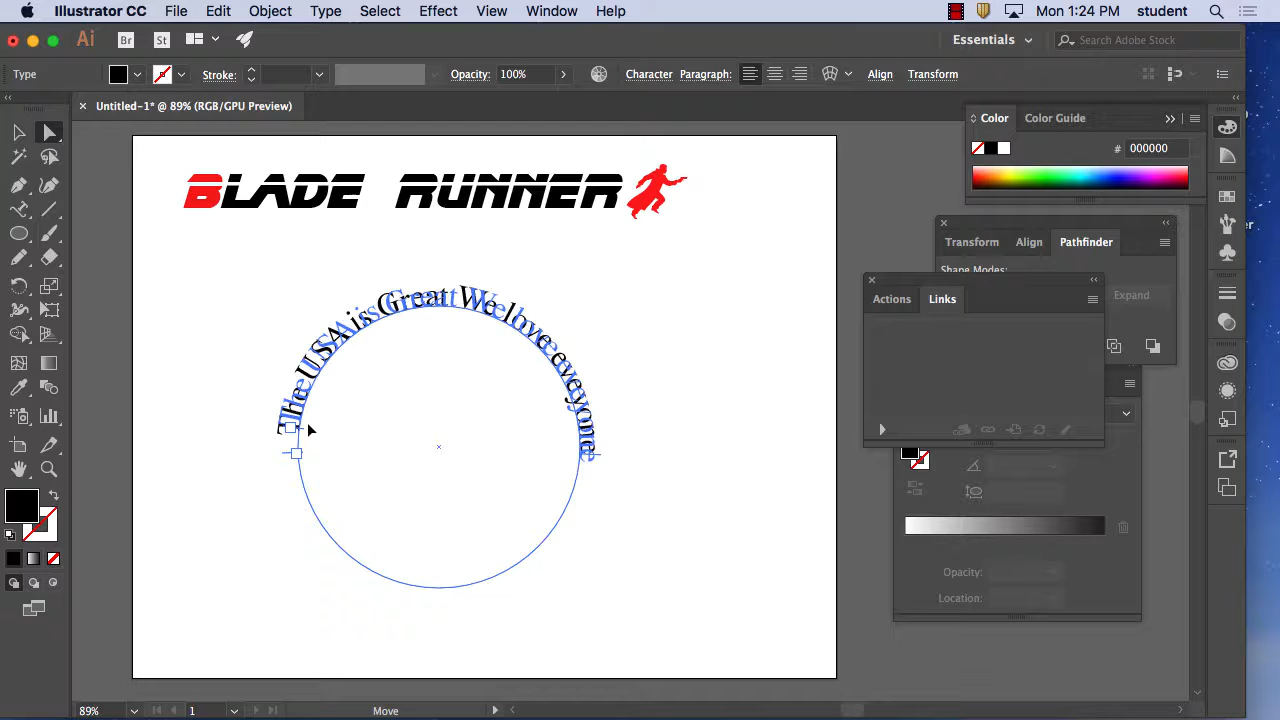 Illustrator CC File Edit Object Type Select Effect View Window Help Mon 1:24 PM student
Ai Br St Essentials Search Adobe Stock
Type Stroke: Opacity: 100% Character Paragraph: Align Transform
Untitled-1* @ 89% (RGB/GPU Preview)
Color Color Guide
# 000000
BLADE RUNNER
Transform Align Pathfinder
Shape Modes:
Expand
Actions Links
The USA is Great We love everyone
Opacity:
Location:
89% 1 Move